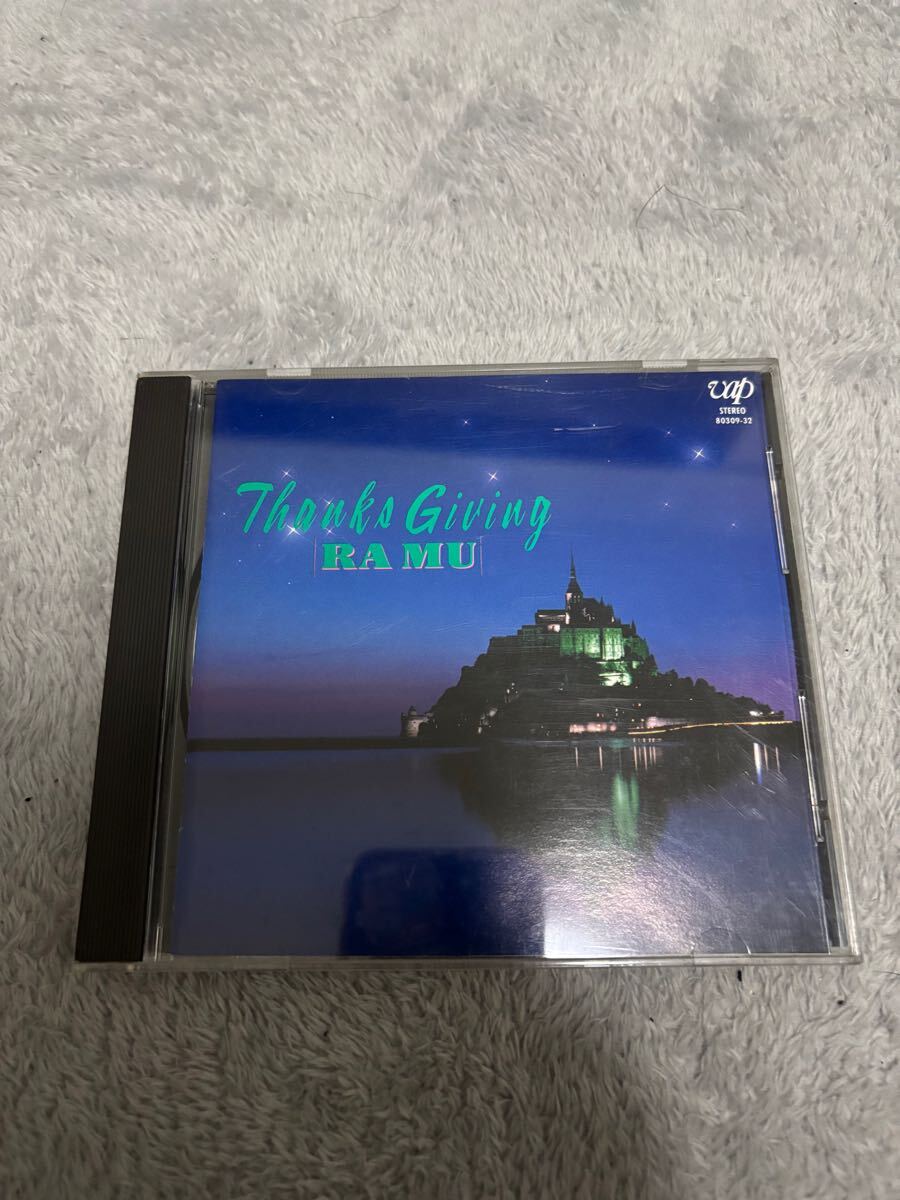 vap
STEREO
80309-32
Thanks Giving
RA MU